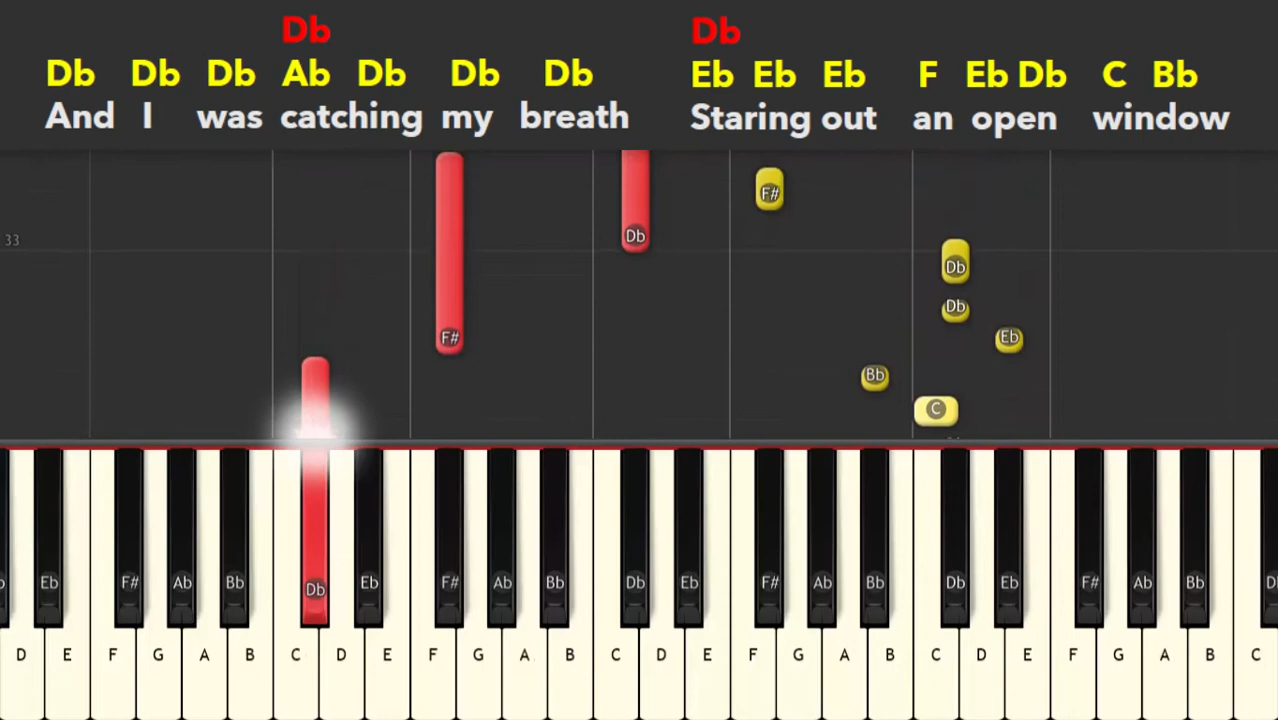 Db Db
Db Db Db Ab Db Db Db Eb Eb Eb F Eb Db C Bb
And I was catching my breath Staring out an open window
F#
33 Db
Db
Db
F# Eb
Bb
C
Eb F# Ab Bb Db Eb F# Ab Bb Db Eb F# Ab Bb Db Eb F# Ab Bb
D E F G A B C D E F G A B C D E F G A B C D E F G A B C